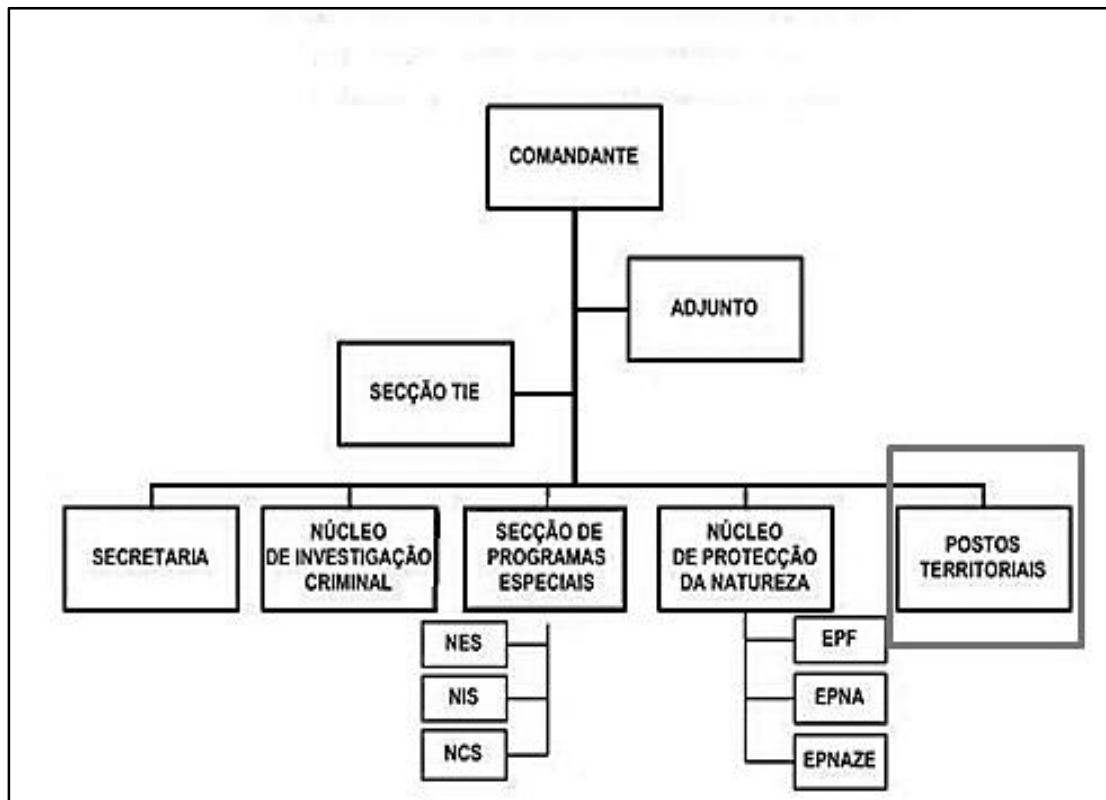 COMANDANTE
ADJUNTO
SECÇÃO TIE
SECRETARIA
NÚCLEO
DE INVESTIGAÇÃO
CRIMINAL
SECÇÃO DE
PROGRAMAS
ESPECIAIS
NÚCLEO
DE PROTECÇÃO
DA NATUREZA
POSTOS
TERRITORIAIS
NES
NIS
NCS
EPF
EPNA
EPNAZE